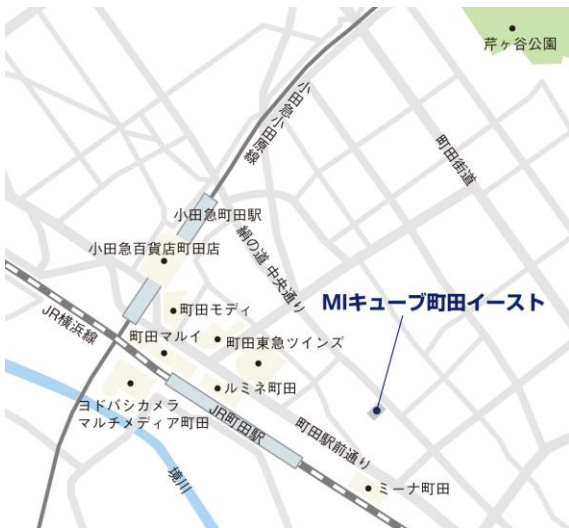 芹ヶ谷公園
小田急小田原線
町田街道
小田急町田駅
小田急百貨店町田店
絹の道 中央通り
MIキューブ町田イースト
町田モディ
JR横浜線
町田マルイ
町田東急ツインズ
ルミネ町田
ヨドバシカメラ
マルチメディア町田
JR町田駅
町田駅前通り
境川
ミーナ町田